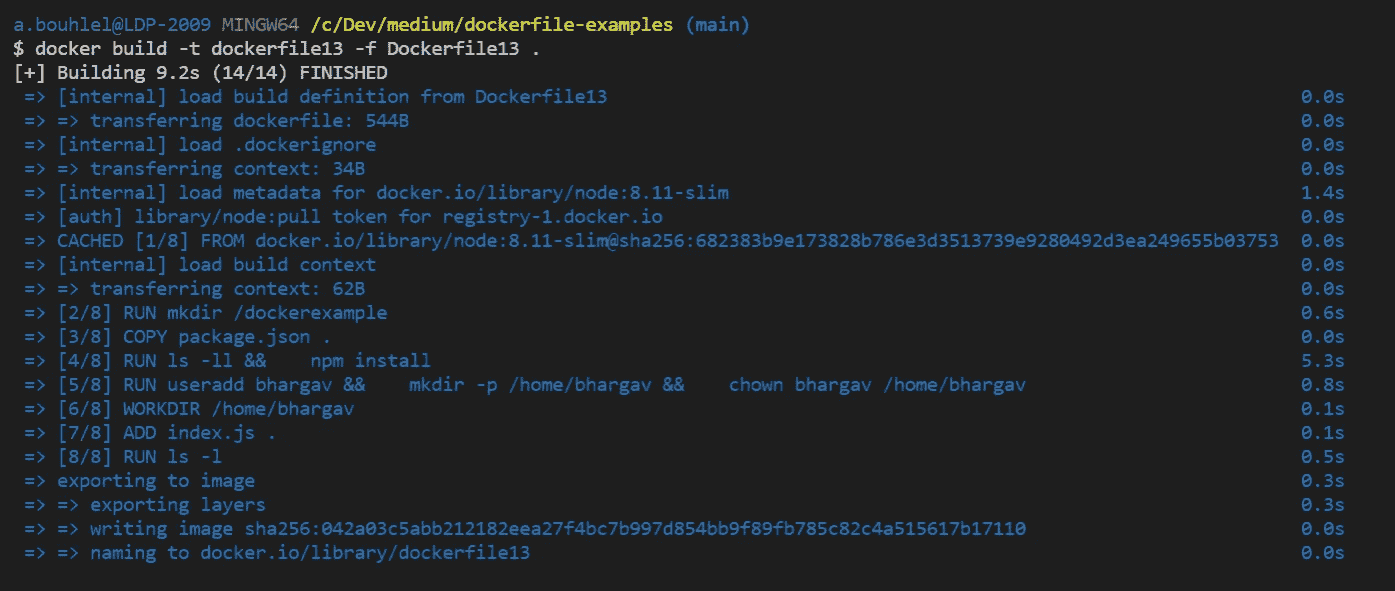 a.bouhlel@LDP-2009 MINGW64 /c/Dev/medium/dockerfile-examples (main)
$ docker build -t dockerfile13 -f Dockerfile13 .
[+] Building 9.2s (14/14) FINISHED
=> [internal] load build definition from Dockerfile13 0.0s
=> => transferring dockerfile: 544B 0.0s
=> [internal] load .dockerignore 0.0s
=> => transferring context: 34B 0.0s
=> [internal] load metadata for docker.io/library/node:8.11-slim 1.4s
=> [auth] library/node:pull token for registry-1.docker.io 0.0s
=> CACHED [1/8] FROM docker.io/library/node:8.11-slim@sha256:682383b9e173828b786e3d3513739e9280492d3ea249655b03753 0.0s
=> [internal] load build context 0.0s
=> => transferring context: 62B 0.0s
=> [2/8] RUN mkdir /dockerexample 0.6s
=> [3/8] COPY package.json . 0.0s
=> [4/8] RUN ls -ll &&    npm install 5.3s
=> [5/8] RUN useradd bhargav &&    mkdir -p /home/bhargav &&    chown bhargav /home/bhargav 0.8s
=> [6/8] WORKDIR /home/bhargav 0.1s
=> [7/8] ADD index.js . 0.1s
=> [8/8] RUN ls -l 0.5s
=> exporting to image 0.3s
=> => exporting layers 0.3s
=> => writing image sha256:042a03c5abb212182eea27f4bc7b997d854bb9f89fb785c82c4a515617b17110 0.0s
=> => naming to docker.io/library/dockerfile13 0.0s